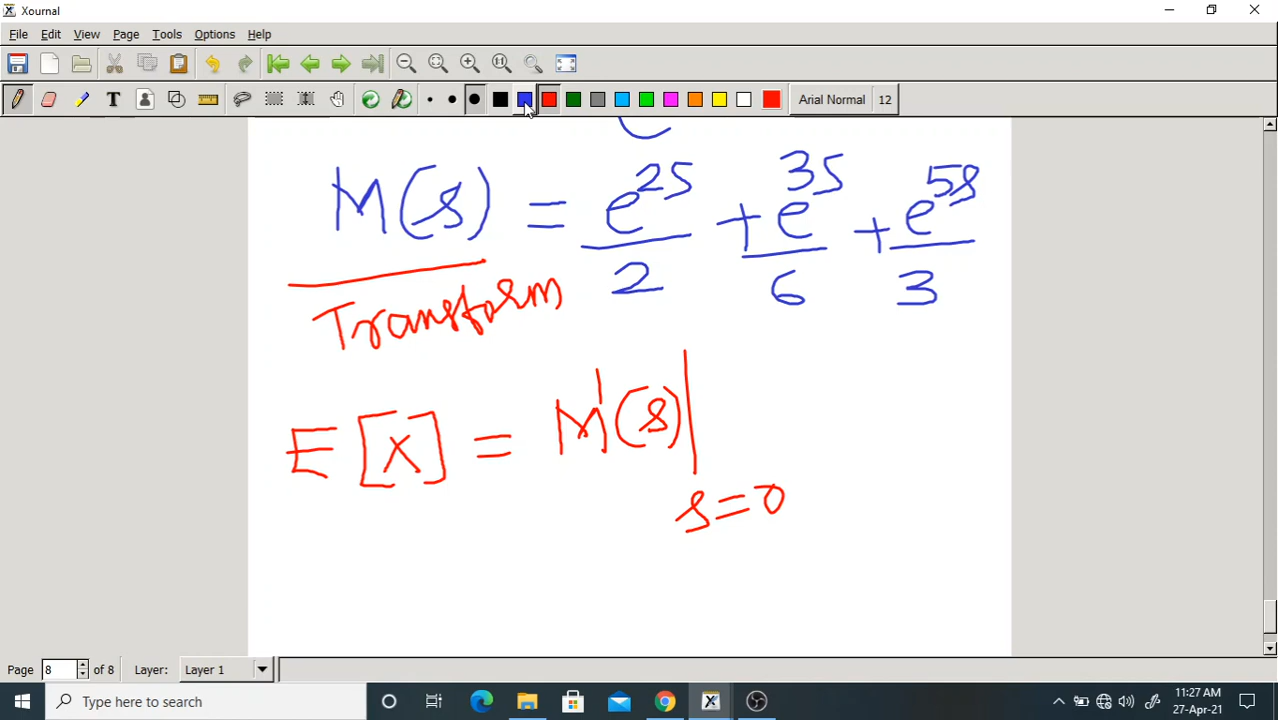 Xournal
File Edit View Page Tools Options Help
T Arial Normal 12
M(s) = e^2s/2 + e^3s/6 + e^5s/3
Transform
E[X] = M'(s)|
s=0
Page 8 of 8 Layer: Layer 1
Type here to search
11:27 AM
27-Apr-21